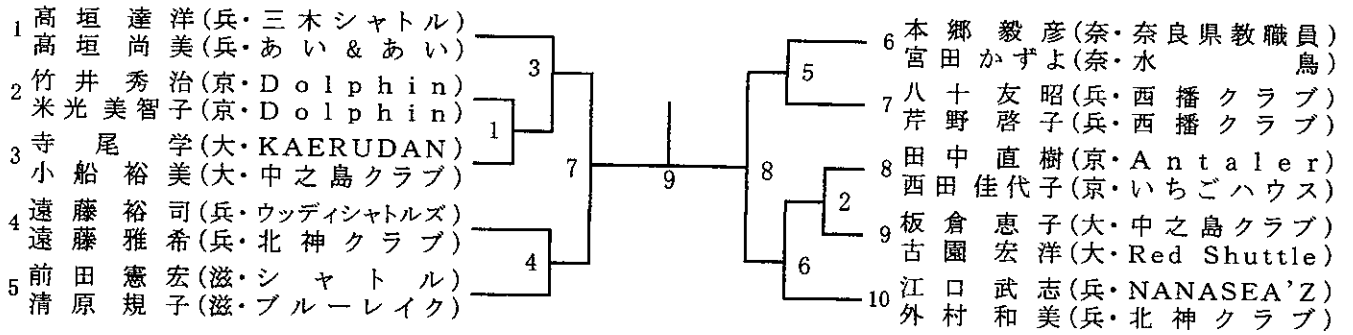 1 髙垣達洋(兵・三木シャトル)
髙垣尚美(兵・あい&あい)
2 竹井秀治(京・Dolphin)
米光美智子(京・Dolphin)
3 寺尾学(大・KAERUDAN)
小船裕美(大・中之島クラブ)
4 遠藤裕司(兵・ウッディシャトルズ)
遠藤雅希(兵・北神クラブ)
5 前田憲宏(滋・シャトル)
清原規子(滋・ブルーレイク)
3
1
7
4
9
8
5
2
6
6 本郷毅彦(奈・奈良県教職員)
宮田かずよ(奈・水鳥)
7 八十友昭(兵・西播クラブ)
芹野啓子(兵・西播クラブ)
8 田中直樹(京・Antaler)
西田佳代子(京・いちごハウス)
9 板倉恵子(大・中之島クラブ)
古園宏洋(大・Red Shuttle)
10 江口武志(兵・NANASEA'Z)
外村和美(兵・北神クラブ)